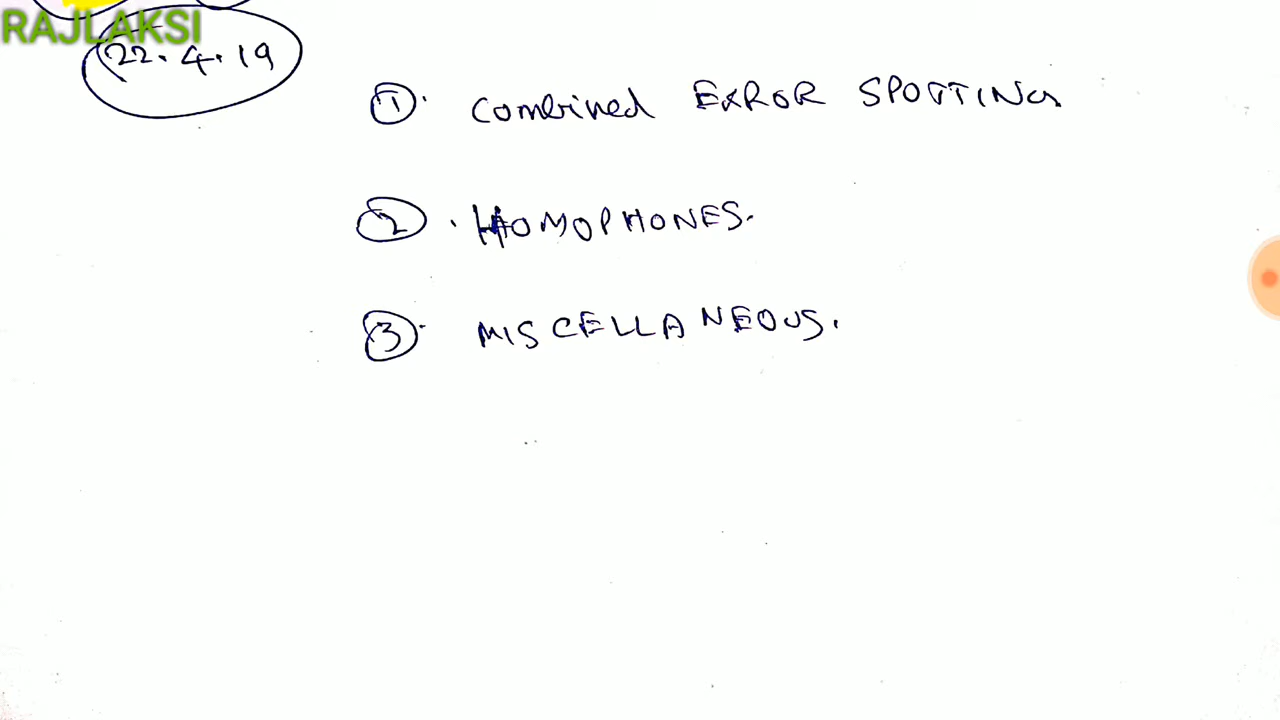 RAJLAKSI
22.4.19
1. Combined ERROR SPOTTING
2. HOMOPHONES.
3. MISCELLANEOUS.